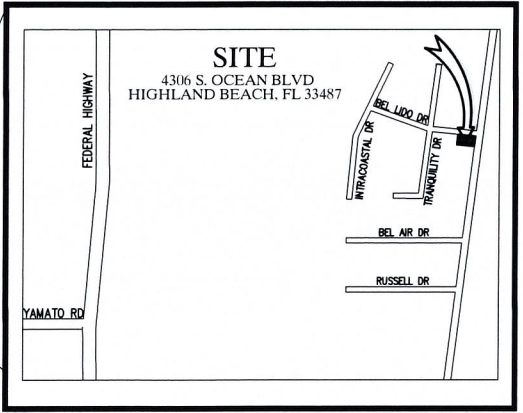 SITE
4306 S. OCEAN BLVD
HIGHLAND BEACH, FL 33487
FEDERAL HIGHWAY
BEL LIDO DR
INTRACOASTAL DR
TRANQUILITY DR
BEL AIR DR
RUSSELL DR
YAMATO RD